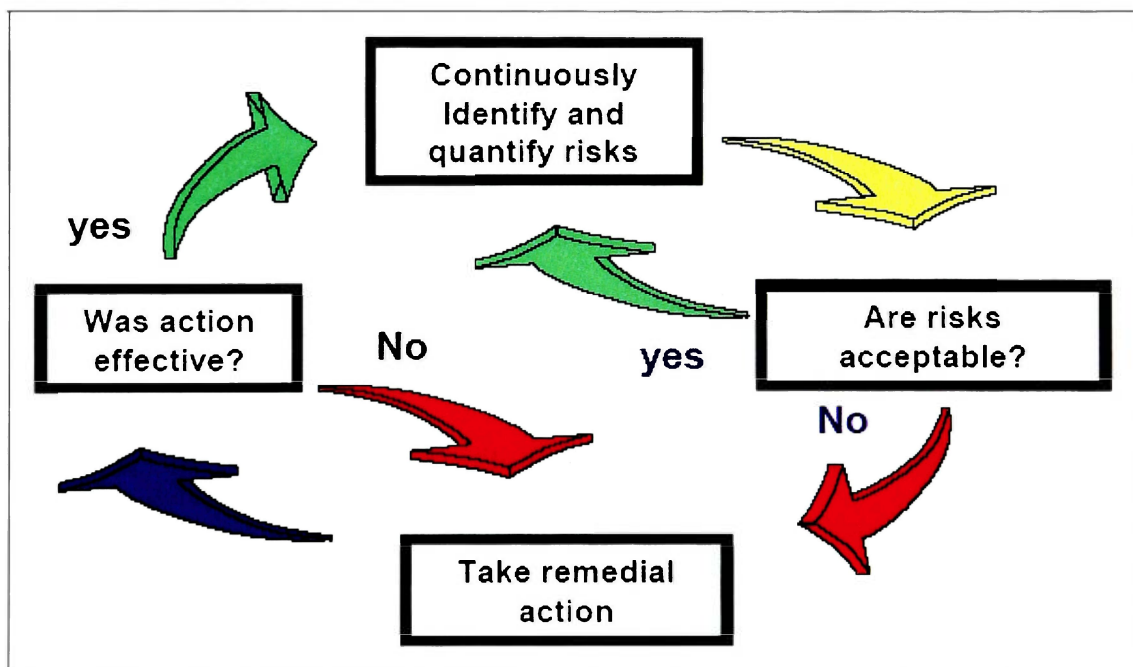 Continuously
Identify and
quantify risks
yes
Was action
effective?
No
yes
Are risks
acceptable?
No
Take remedial
action